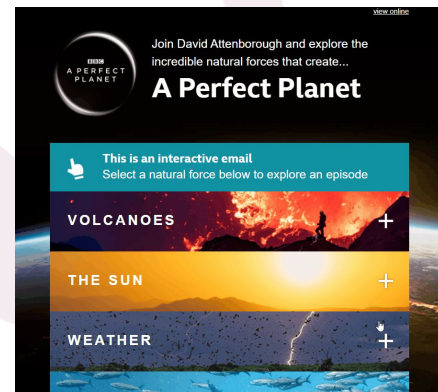 view online
BBC
A PERFECT
PLANET
Join David Attenborough and explore the
incredible natural forces that create...
A Perfect Planet
This is an interactive email
Select a natural force below to explore an episode
VOLCANOES
THE SUN
WEATHER